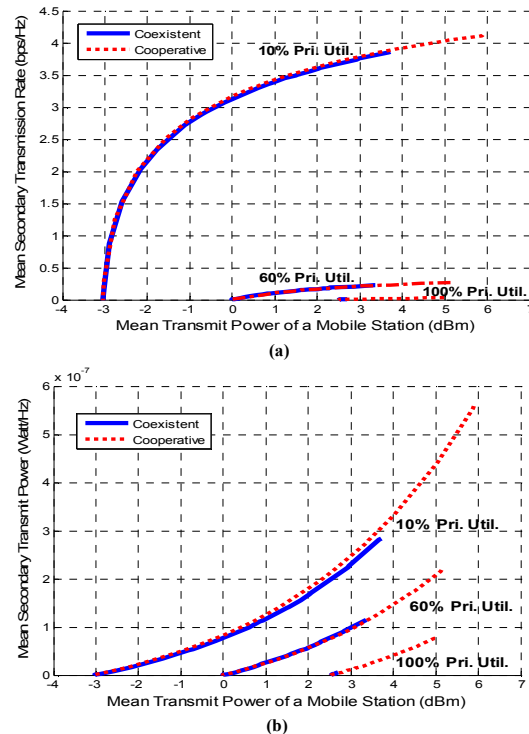 4.5
4
3.5
3
2.5
2
1.5
1
0.5
0
Mean Secondary Transmission Rate (bps/Hz)
Coexistent
Cooperative
10% Pri. Util.
60% Pri. Util.
100% Pri. Util.
-4 -3 -2 -1 0 1 2 3 4 5 6 7
Mean Transmit Power of a Mobile Station (dBm)
(a)
x 10-7
6
5
4
3
2
1
0
Mean Secondary Transmit Power (Watt/Hz)
Coexistent
Cooperative
10% Pri. Util.
60% Pri. Util.
100% Pri. Util.
-4 -3 -2 -1 0 1 2 3 4 5 6 7
Mean Transmit Power of a Mobile Station (dBm)
(b)